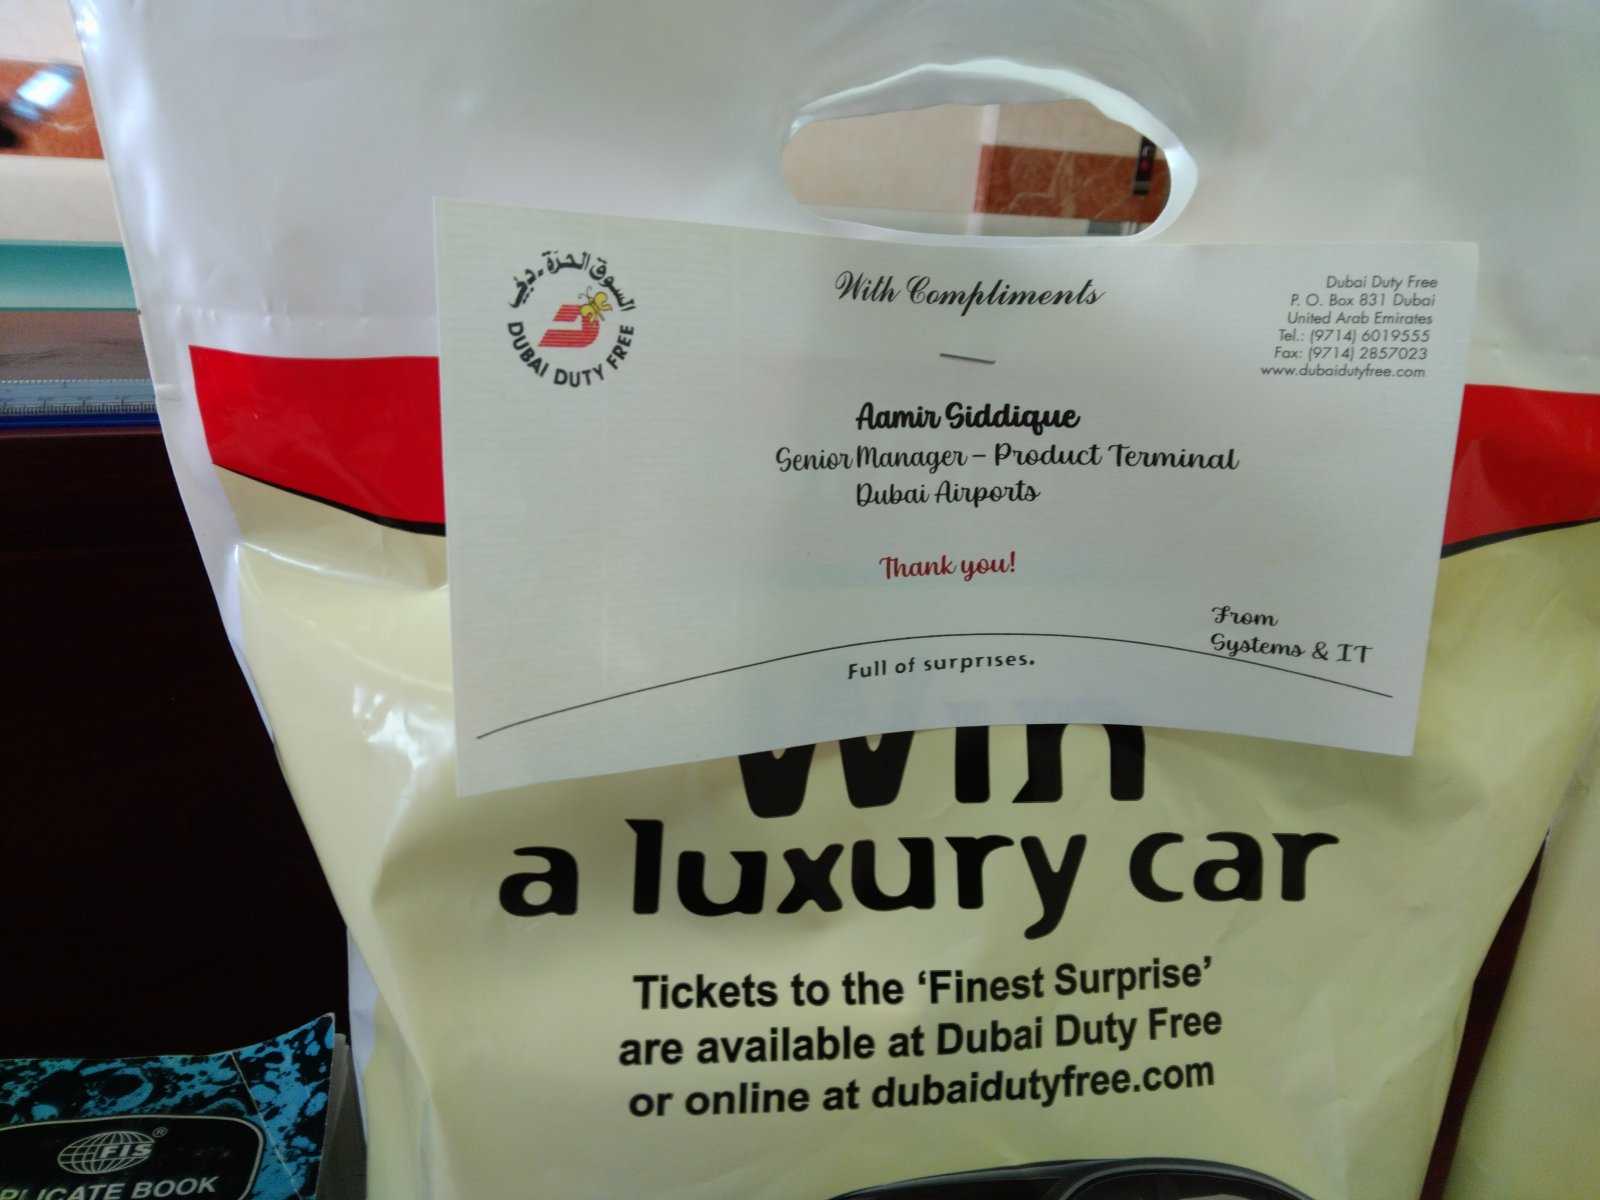 السوق الحرة - دبي
DUBAI DUTY FREE
With Compliments
Dubai Duty Free
P. O. Box 831 Dubai
United Arab Emirates
Tel.: (9714) 6019555
Fax: (9714) 2857023
www.dubaidutyfree.com
Aamir Siddique
Senior Manager – Product Terminal
Dubai Airports
Thank you!
From
Systems & IT
Full of surprises.
Win
a luxury car
Tickets to the ‘Finest Surprise’
are available at Dubai Duty Free
or online at dubaidutyfree.com
FIS®
PLICATE BOOK